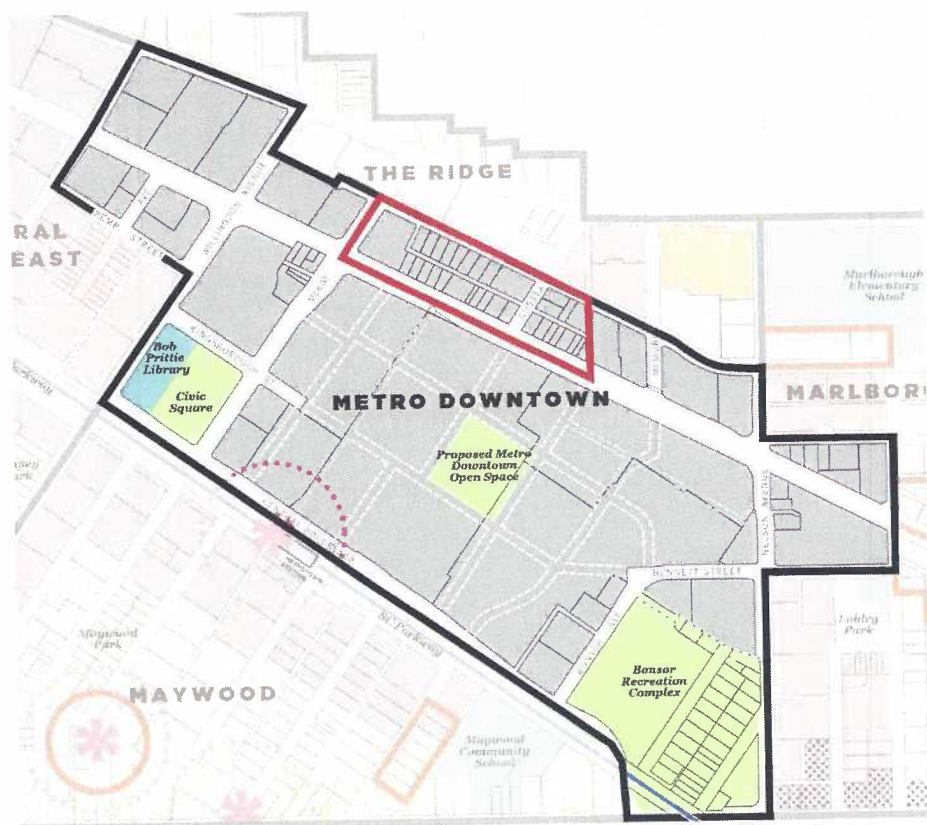 THE RIDGE
WILLINGDON AVENUE
KEMP
STREET
RAL
EAST
McKAY
KINGSBOROUGH ST
Bob
Prittie
Library
Civic
Square
METRO DOWNTOWN
Proposed Metro
Downtown
Open Space
Marlborough
Elementary
School
MARLBOR
NELSON AVENUE
BENNETT STREET
Bonsor
Recreation
Complex
Lobley
Park
Maywood
Park
MAYWOOD
Maywood
Community
School
Parkway